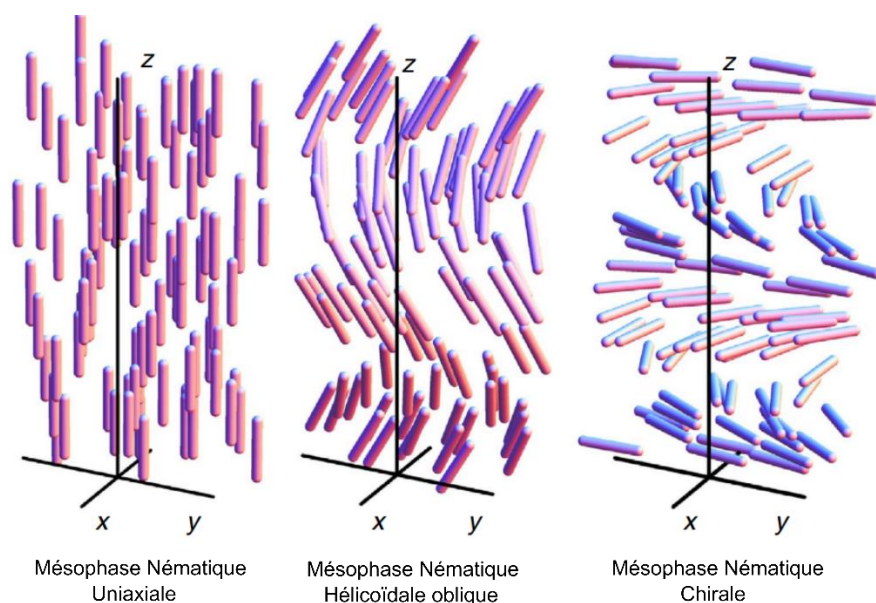 z
x y
z
x y
z
x y
Mésophase Nématique
Uniaxiale
Mésophase Nématique
Hélicoïdale oblique
Mésophase Nématique
Chirale